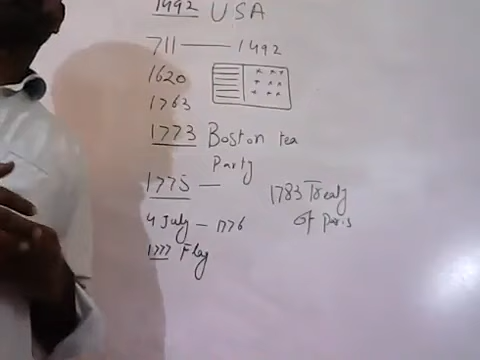 1492 USA
711 — 1492
1620
1763
1773 Boston tea
Party
1775 —
1783 Treaty
of Paris
4 July - 1776
1777 Flag